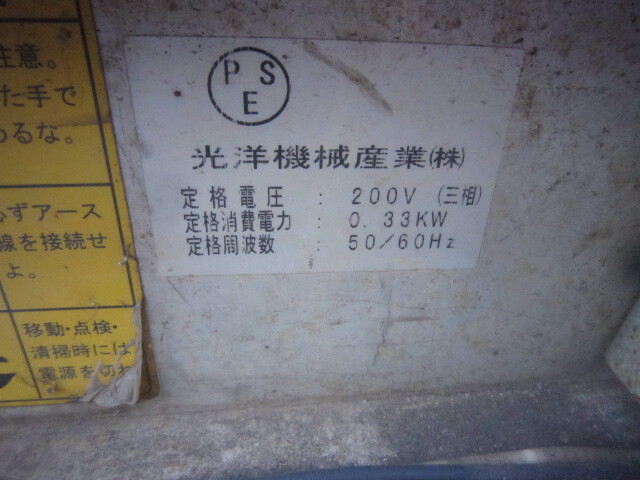 注意。
た手で
わるな。
必ずアース
線を接続せ
よ。
移動・点検・
清掃時には
電源を切れ
P S
E
光洋機械産業(株)
定格電圧 : 200V (三相)
定格消費電力 : 0.33KW
定格周波数 : 50/60Hz